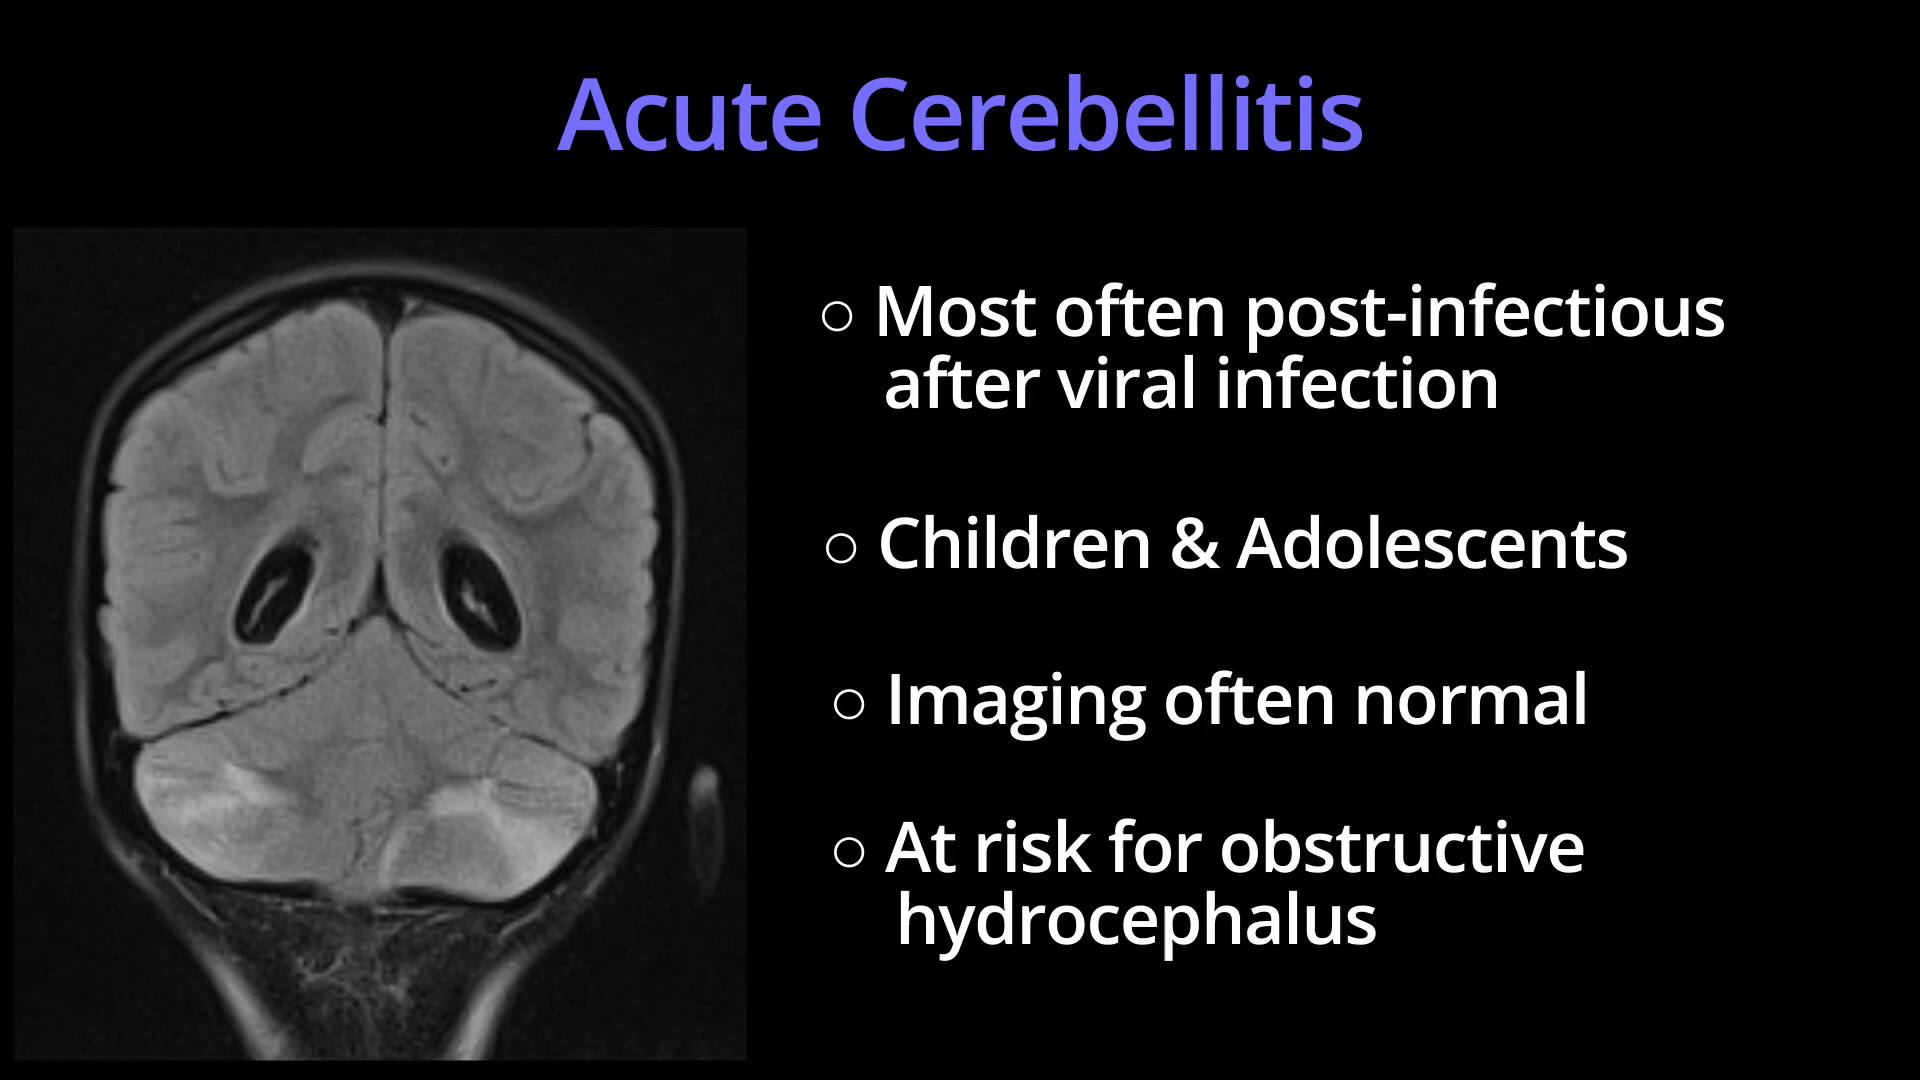 Acute Cerebellitis
○ Most often post-infectious
after viral infection
○ Children & Adolescents
○ Imaging often normal
○ At risk for obstructive
hydrocephalus